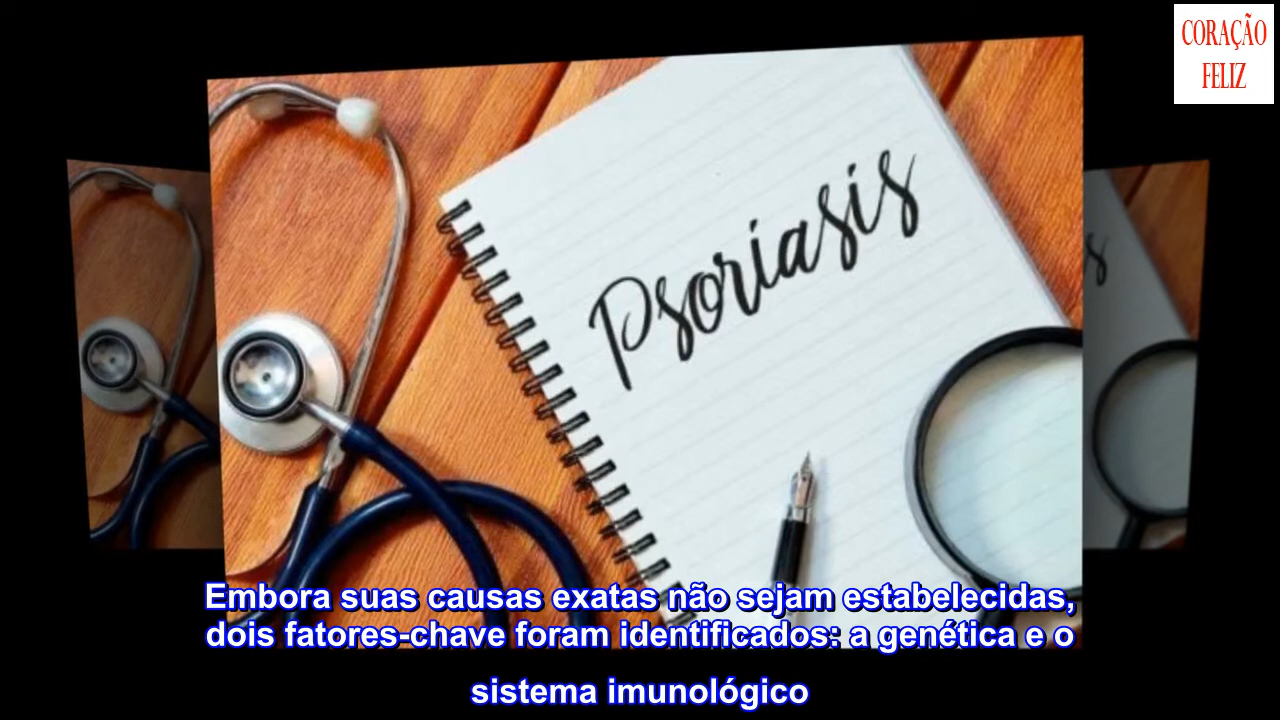 CORAÇÃO
FELIZ
Psoriasis
s
Embora suas causas exatas não sejam estabelecidas,
dois fatores-chave foram identificados: a genética e o
sistema imunológico